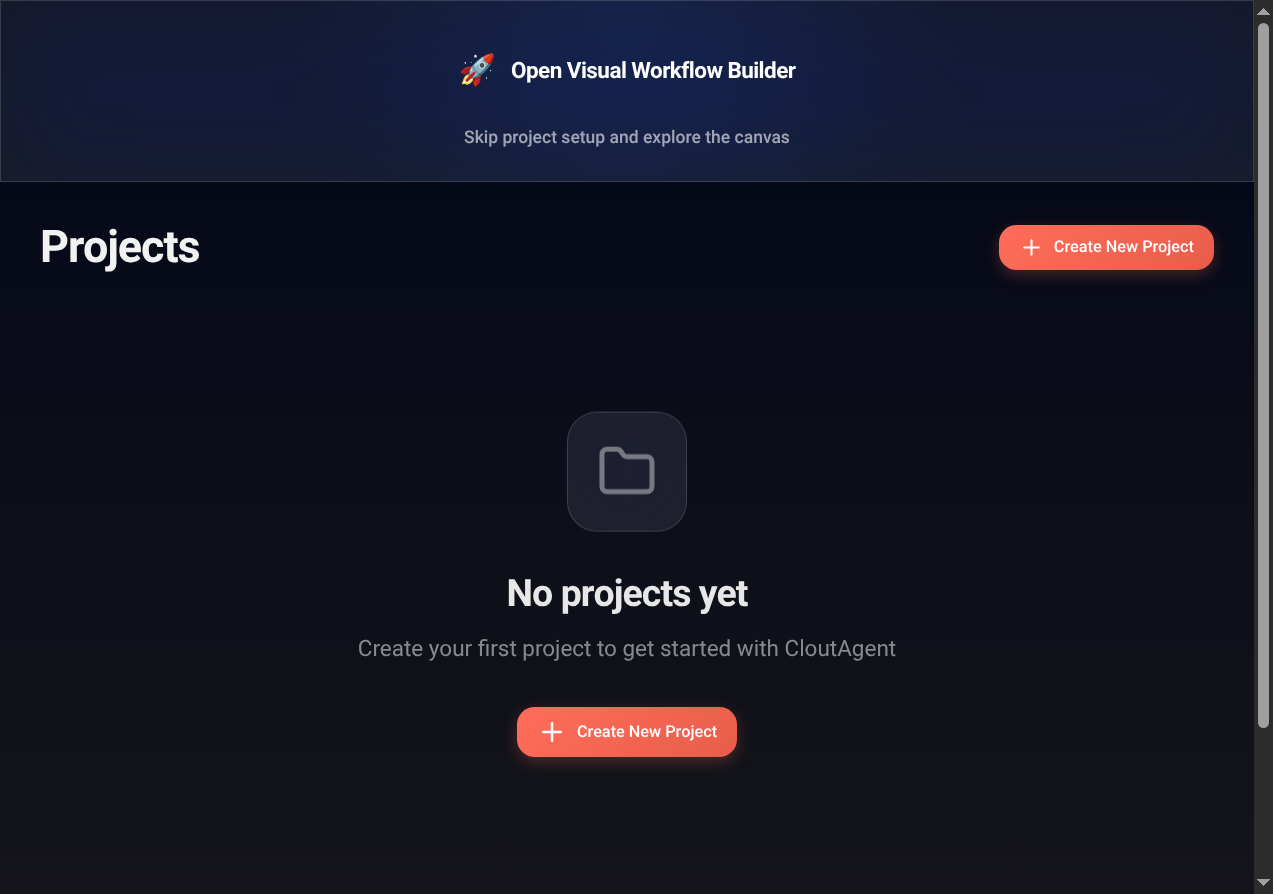 Open Visual Workflow Builder
Skip project setup and explore the canvas
Projects
Create New Project
No projects yet
Create your first project to get started with CloutAgent
Create New Project